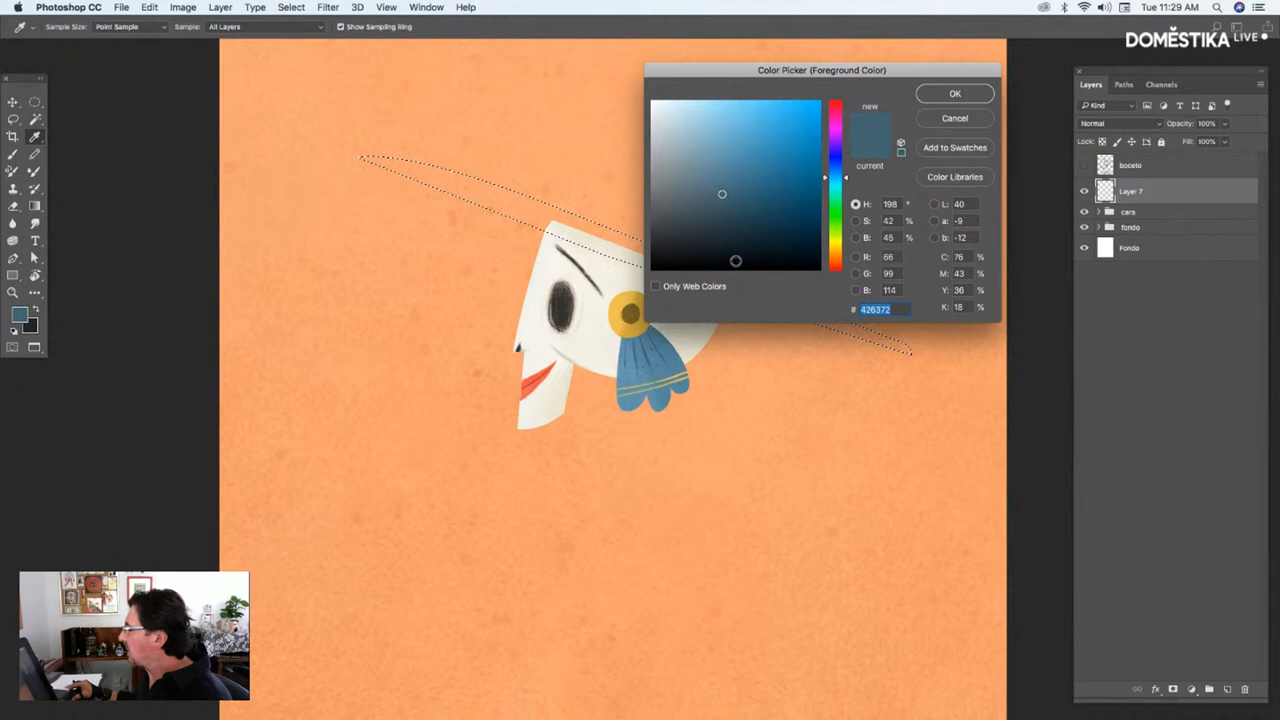 Photoshop CC File Edit Image Layer Type Select Filter 3D View Window Help Tue 11:29 AM
Sample Size: Point Sample Sample: All Layers Show Sampling Ring
DOMESTIKA LIVE
Color Picker (Foreground Color)
new
current
OK
Cancel
Add to Swatches
Color Libraries
H: 198 °
S: 42 %
B: 45 %
R: 66
G: 99
B: 114
L: 40
a: -9
b: -12
C: 76 %
M: 43 %
Y: 36 %
K: 18 %
Only Web Colors
# 426372
Layers Paths Channels
Kind
Normal Opacity: 100%
Lock: Fill: 100%
boceto
Layer 7
cara
fondo
Fondo
fx